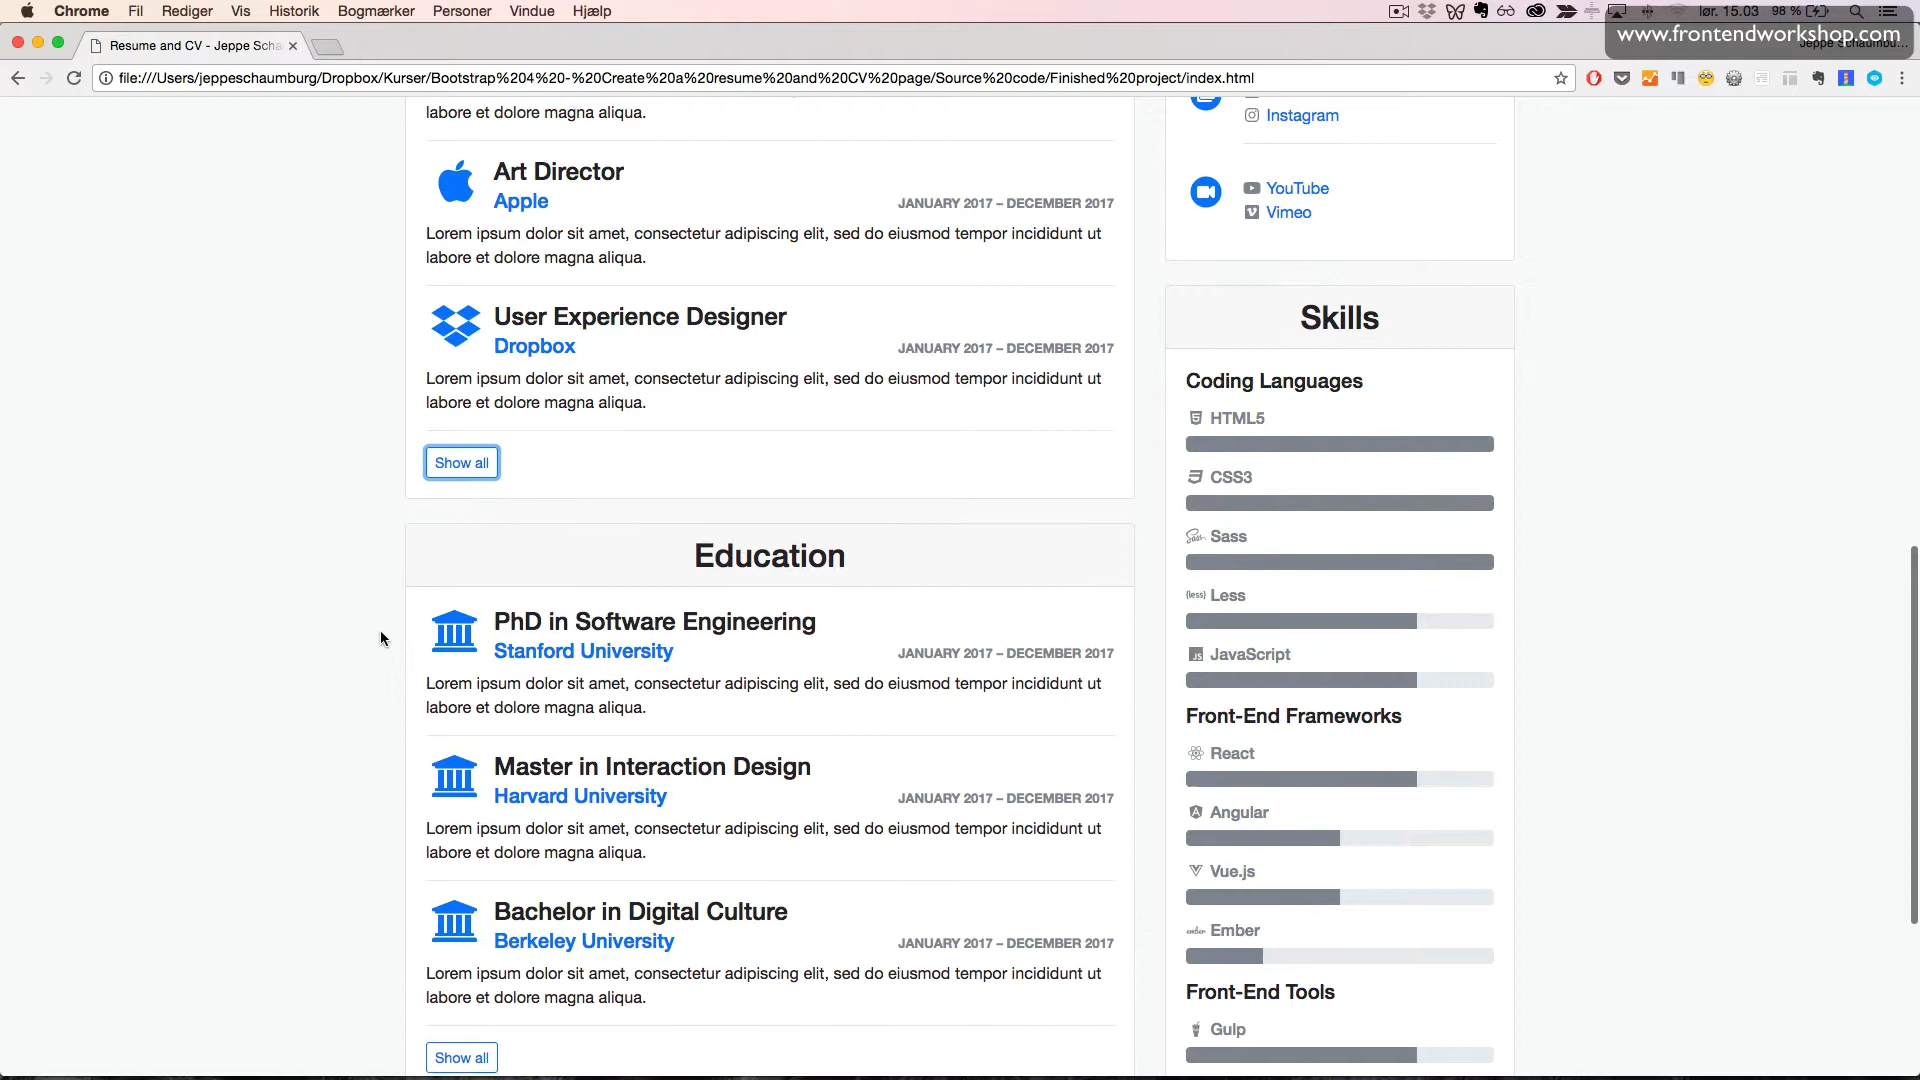 Chrome Fil Rediger Vis Historik Bogmærker Personer Vindue Hjælp
lør. 15.03 98 %
www.frontendworkshop.com
Resume and CV - Jeppe Scha
Jeppe Schaumbu...
file:///Users/jeppeschaumburg/Dropbox/Kurser/Bootstrap%204%20-%20Create%20a%20resume%20and%20CV%20page/Source%20code/Finished%20project/index.html
labore et dolore magna aliqua.
Art Director
Apple
JANUARY 2017 – DECEMBER 2017
Lorem ipsum dolor sit amet, consectetur adipiscing elit, sed do eiusmod tempor incididunt ut
labore et dolore magna aliqua.
User Experience Designer
Dropbox
JANUARY 2017 – DECEMBER 2017
Lorem ipsum dolor sit amet, consectetur adipiscing elit, sed do eiusmod tempor incididunt ut
labore et dolore magna aliqua.
Show all
Education
PhD in Software Engineering
Stanford University
JANUARY 2017 – DECEMBER 2017
Lorem ipsum dolor sit amet, consectetur adipiscing elit, sed do eiusmod tempor incididunt ut
labore et dolore magna aliqua.
Master in Interaction Design
Harvard University
JANUARY 2017 – DECEMBER 2017
Lorem ipsum dolor sit amet, consectetur adipiscing elit, sed do eiusmod tempor incididunt ut
labore et dolore magna aliqua.
Bachelor in Digital Culture
Berkeley University
JANUARY 2017 – DECEMBER 2017
Lorem ipsum dolor sit amet, consectetur adipiscing elit, sed do eiusmod tempor incididunt ut
labore et dolore magna aliqua.
Show all
Instagram
YouTube
Vimeo
Skills
Coding Languages
HTML5
CSS3
Sass
{less} Less
JS JavaScript
Front-End Frameworks
React
Angular
Vue.js
Ember
Front-End Tools
Gulp